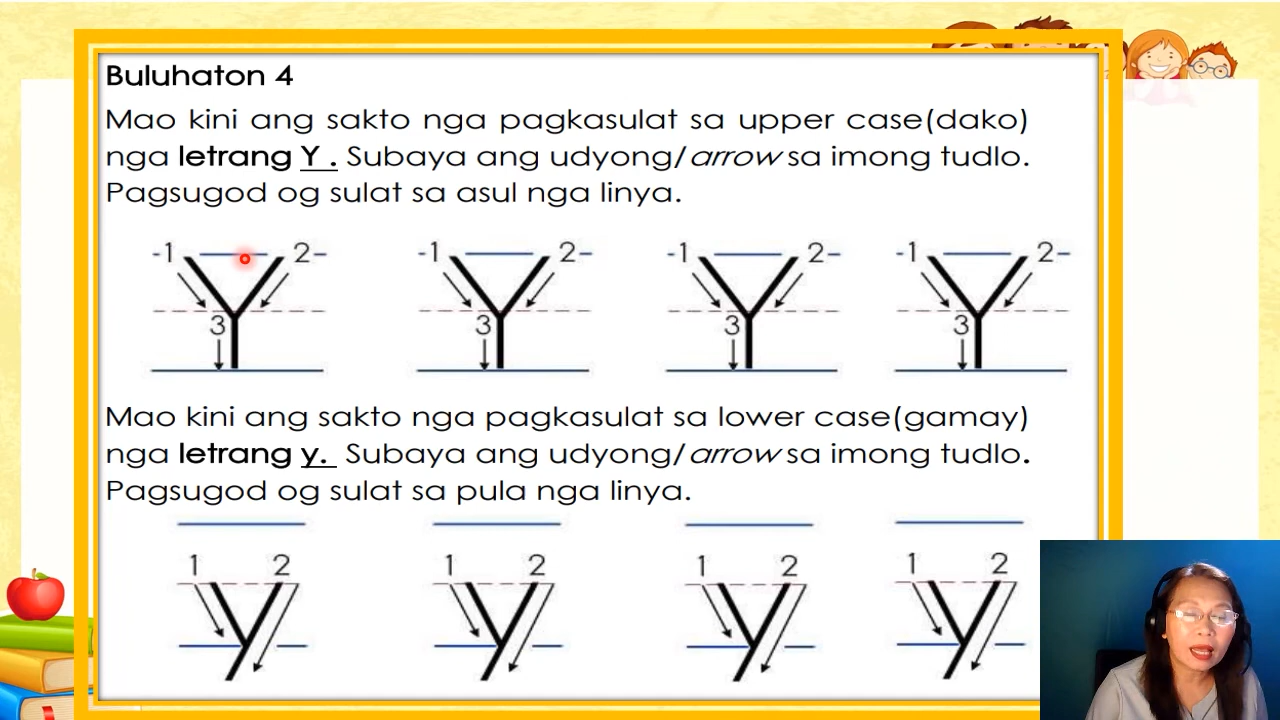 Buluhaton 4
Mao kini ang sakto nga pagkasulat sa upper case(dako)
nga letrang Y . Subaya ang udyong/arrow sa imong tudlo.
Pagsugod og sulat sa asul nga linya.
1 2 1 2 1 2 1 2
3 3 3 3
Mao kini ang sakto nga pagkasulat sa lower case(gamay)
nga letrang y. Subaya ang udyong/arrow sa imong tudlo.
Pagsugod og sulat sa pula nga linya.
1 2 1 2 1 2 1 2